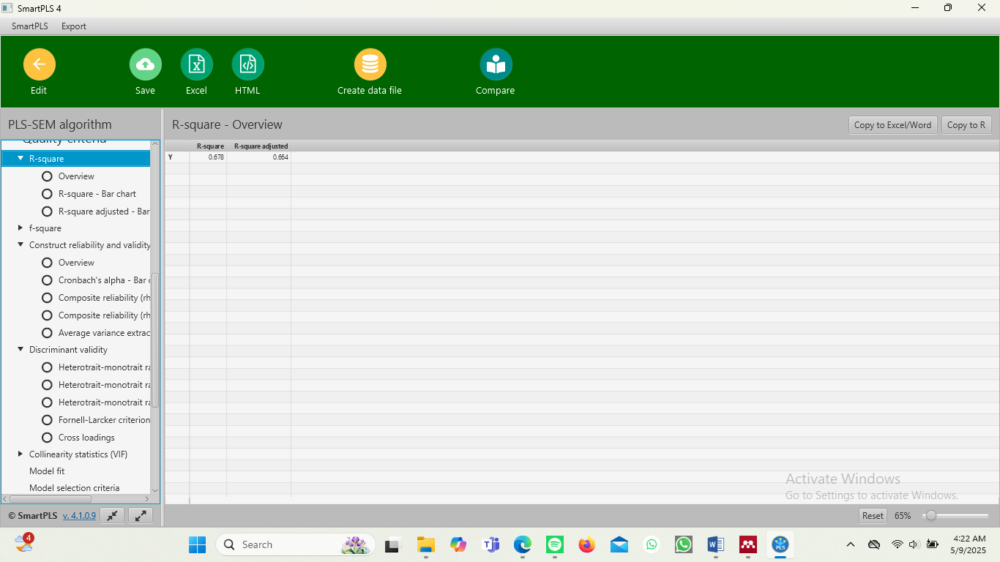 SmartPLS 4
SmartPLS Export
Edit
Save
Excel
HTML
Create data file
Compare
PLS-SEM algorithm
Quality criteria
R-square
Overview
R-square - Bar chart
R-square adjusted - Bar
f-square
Construct reliability and validity
Overview
Cronbach's alpha - Bar
Composite reliability (rh
Composite reliability (rh
Average variance extrac
Discriminant validity
Heterotrait-monotrait ra
Heterotrait-monotrait ra
Heterotrait-monotrait ra
Fornell-Larcker criterion
Cross loadings
Collinearity statistics (VIF)
Model fit
Model selection criteria
© SmartPLS v. 4.1.0.9
R-square - Overview
Copy to Excel/Word
Copy to R
R-square R-square adjusted
Y 0.678 0.664
Activate Windows
Go to Settings to activate Windows.
Reset 65%
4
Search
PLS
4:22 AM
5/9/2025